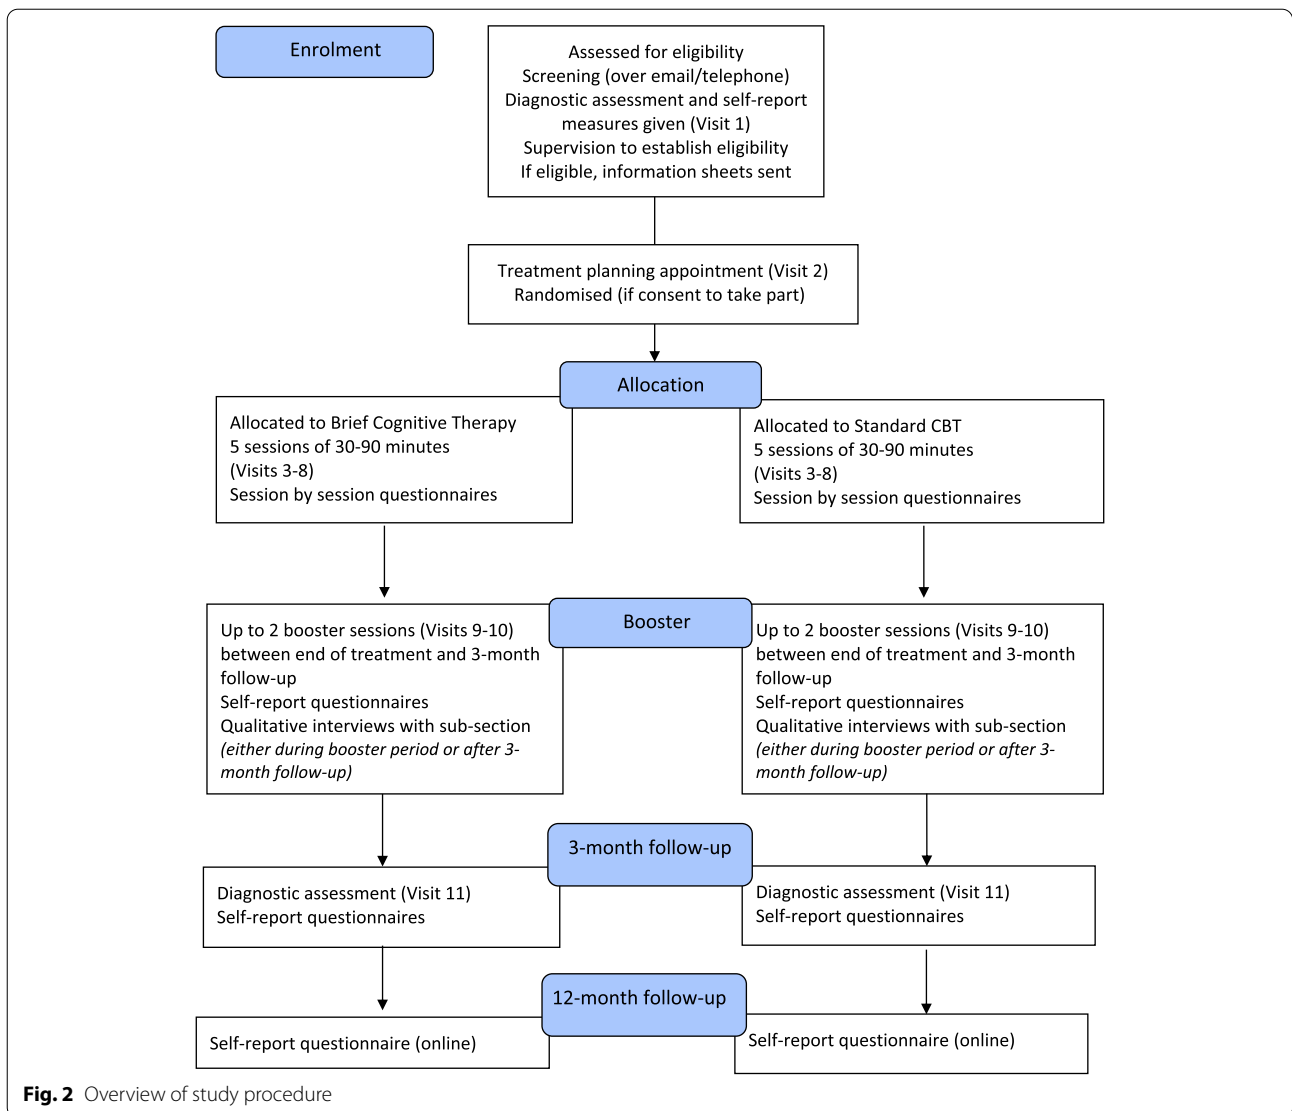 Enrolment
Assessed for eligibility
Screening (over email/telephone)
Diagnostic assessment and self-report
measures given (Visit 1)
Supervision to establish eligibility
If eligible, information sheets sent
Treatment planning appointment (Visit 2)
Randomised (if consent to take part)
Allocation
Allocated to Brief Cognitive Therapy
5 sessions of 30-90 minutes
(Visits 3-8)
Session by session questionnaires
Allocated to Standard CBT
5 sessions of 30-90 minutes
(Visits 3-8)
Session by session questionnaires
Booster
Up to 2 booster sessions (Visits 9-10)
between end of treatment and 3-month
follow-up
Self-report questionnaires
Qualitative interviews with sub-section
(either during booster period or after 3-
month follow-up)
Up to 2 booster sessions (Visits 9-10)
between end of treatment and 3-month
follow-up
Self-report questionnaires
Qualitative interviews with sub-section
(either during booster period or after 3-
month follow-up)
3-month follow-up
Diagnostic assessment (Visit 11)
Self-report questionnaires
Diagnostic assessment (Visit 11)
Self-report questionnaires
12-month follow-up
Self-report questionnaire (online)
Self-report questionnaire (online)
Fig. 2 Overview of study procedure